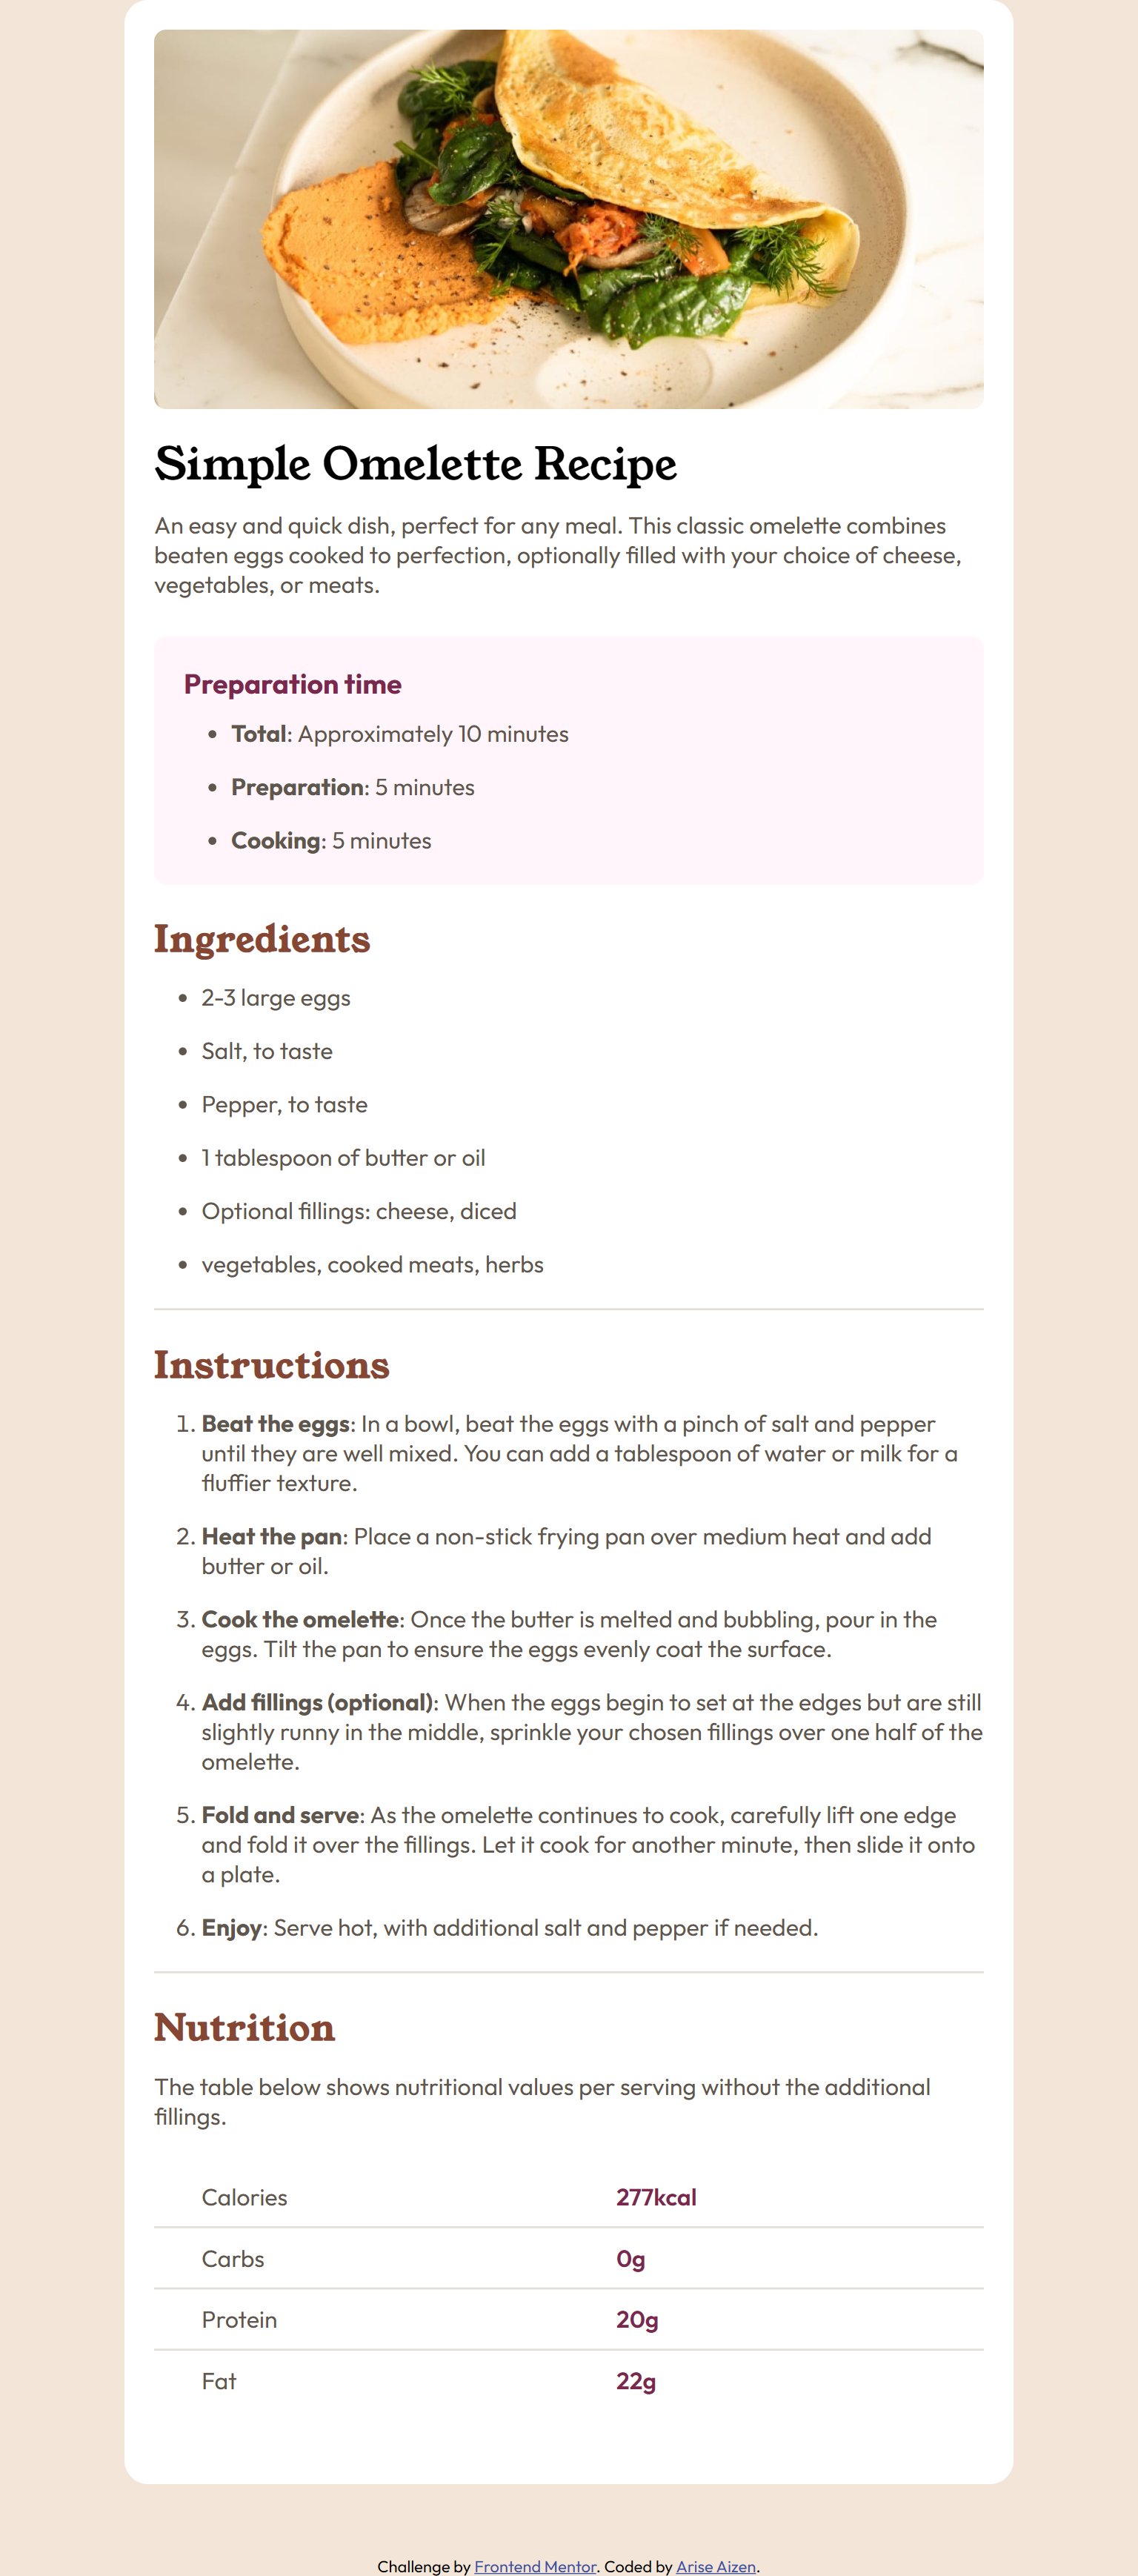 Simple Omelette Recipe
An easy and quick dish, perfect for any meal. This classic omelette combines
beaten eggs cooked to perfection, optionally filled with your choice of cheese,
vegetables, or meats.
Preparation time
• Total: Approximately 10 minutes
• Preparation: 5 minutes
• Cooking: 5 minutes
Ingredients
• 2-3 large eggs
• Salt, to taste
• Pepper, to taste
• 1 tablespoon of butter or oil
• Optional fillings: cheese, diced
• vegetables, cooked meats, herbs
Instructions
1. Beat the eggs: In a bowl, beat the eggs with a pinch of salt and pepper
until they are well mixed. You can add a tablespoon of water or milk for a
fluffier texture.
2. Heat the pan: Place a non-stick frying pan over medium heat and add
butter or oil.
3. Cook the omelette: Once the butter is melted and bubbling, pour in the
eggs. Tilt the pan to ensure the eggs evenly coat the surface.
4. Add fillings (optional): When the eggs begin to set at the edges but are still
slightly runny in the middle, sprinkle your chosen fillings over one half of the
omelette.
5. Fold and serve: As the omelette continues to cook, carefully lift one edge
and fold it over the fillings. Let it cook for another minute, then slide it onto
a plate.
6. Enjoy: Serve hot, with additional salt and pepper if needed.
Nutrition
The table below shows nutritional values per serving without the additional
fillings.
Calories 277kcal
Carbs 0g
Protein 20g
Fat 22g
Challenge by Frontend Mentor. Coded by Arise Aizen.